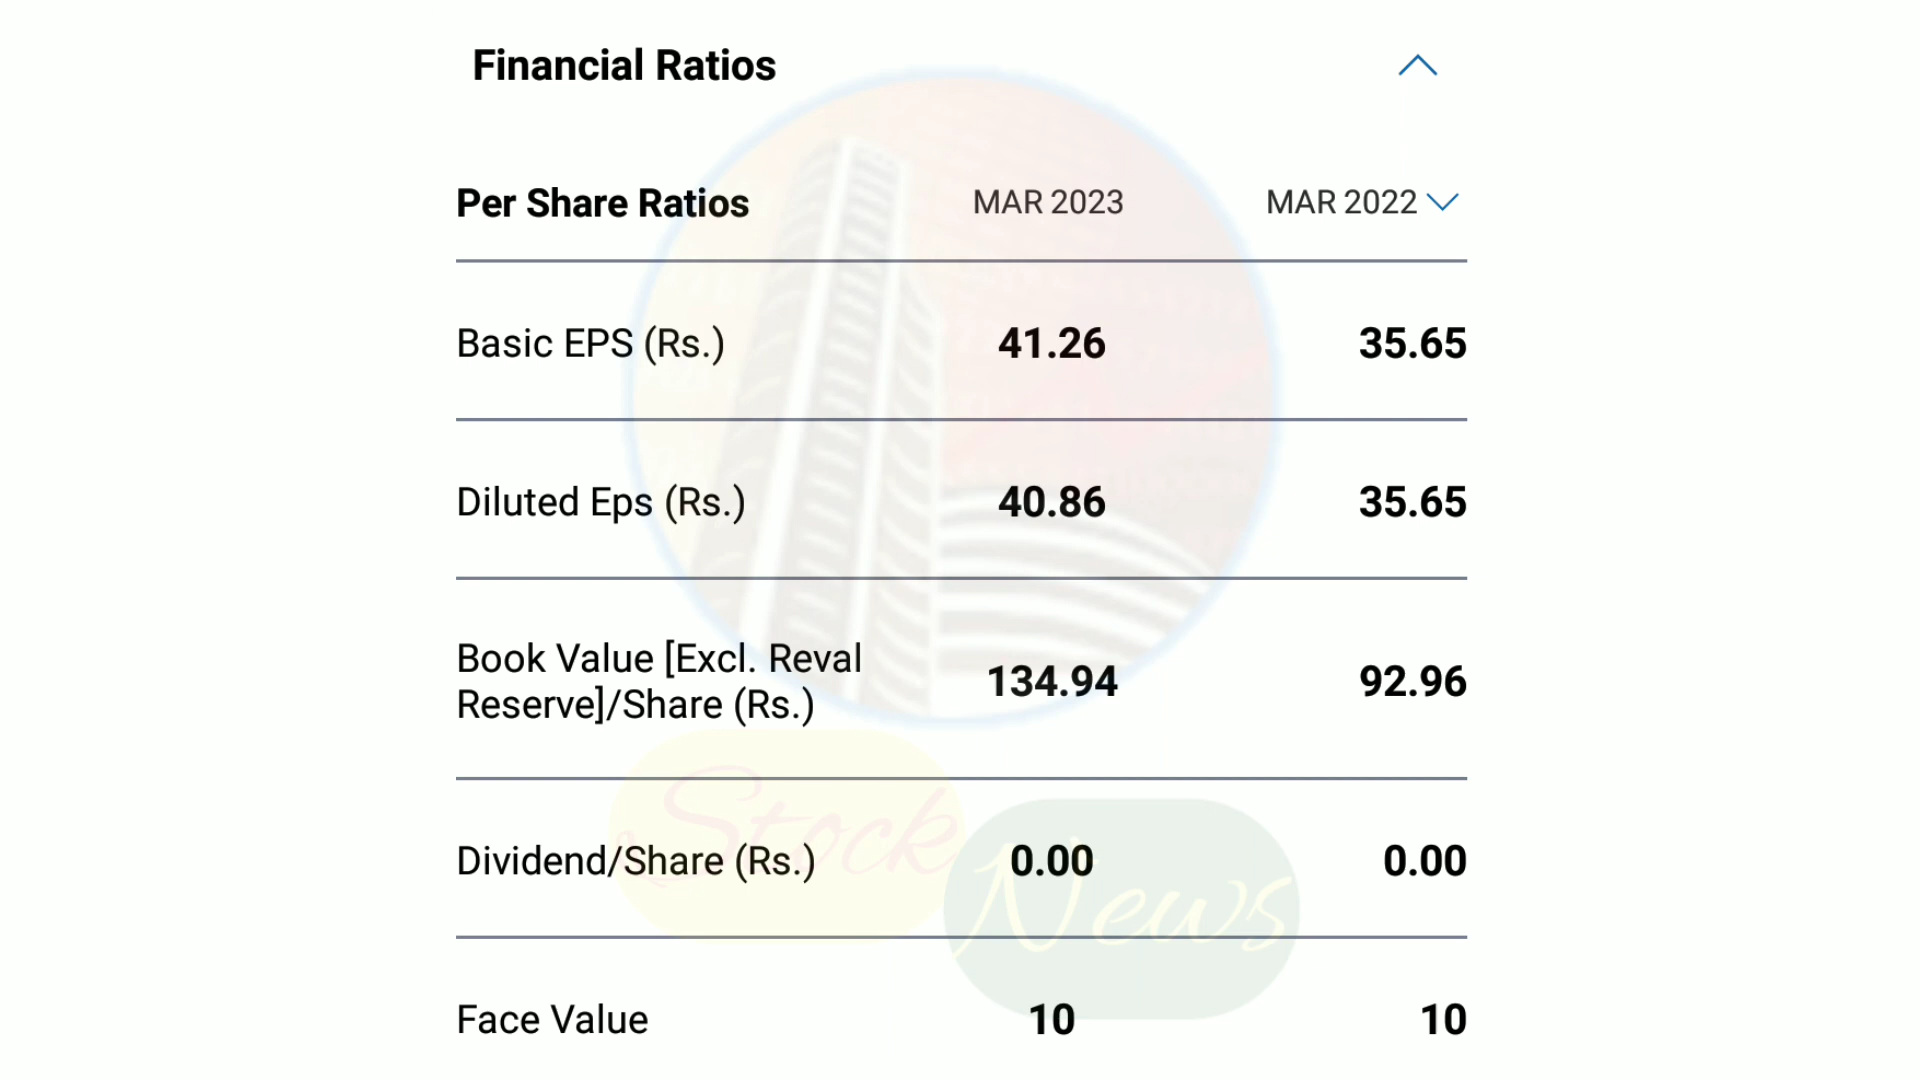 Financial Ratios
Per Share Ratios MAR 2023 MAR 2022
Basic EPS (Rs.) 41.26 35.65
Diluted Eps (Rs.) 40.86 35.65
Book Value [Excl. Reval
Reserve]/Share (Rs.) 134.94 92.96
Dividend/Share (Rs.) 0.00 0.00
Face Value 10 10
Stock
News